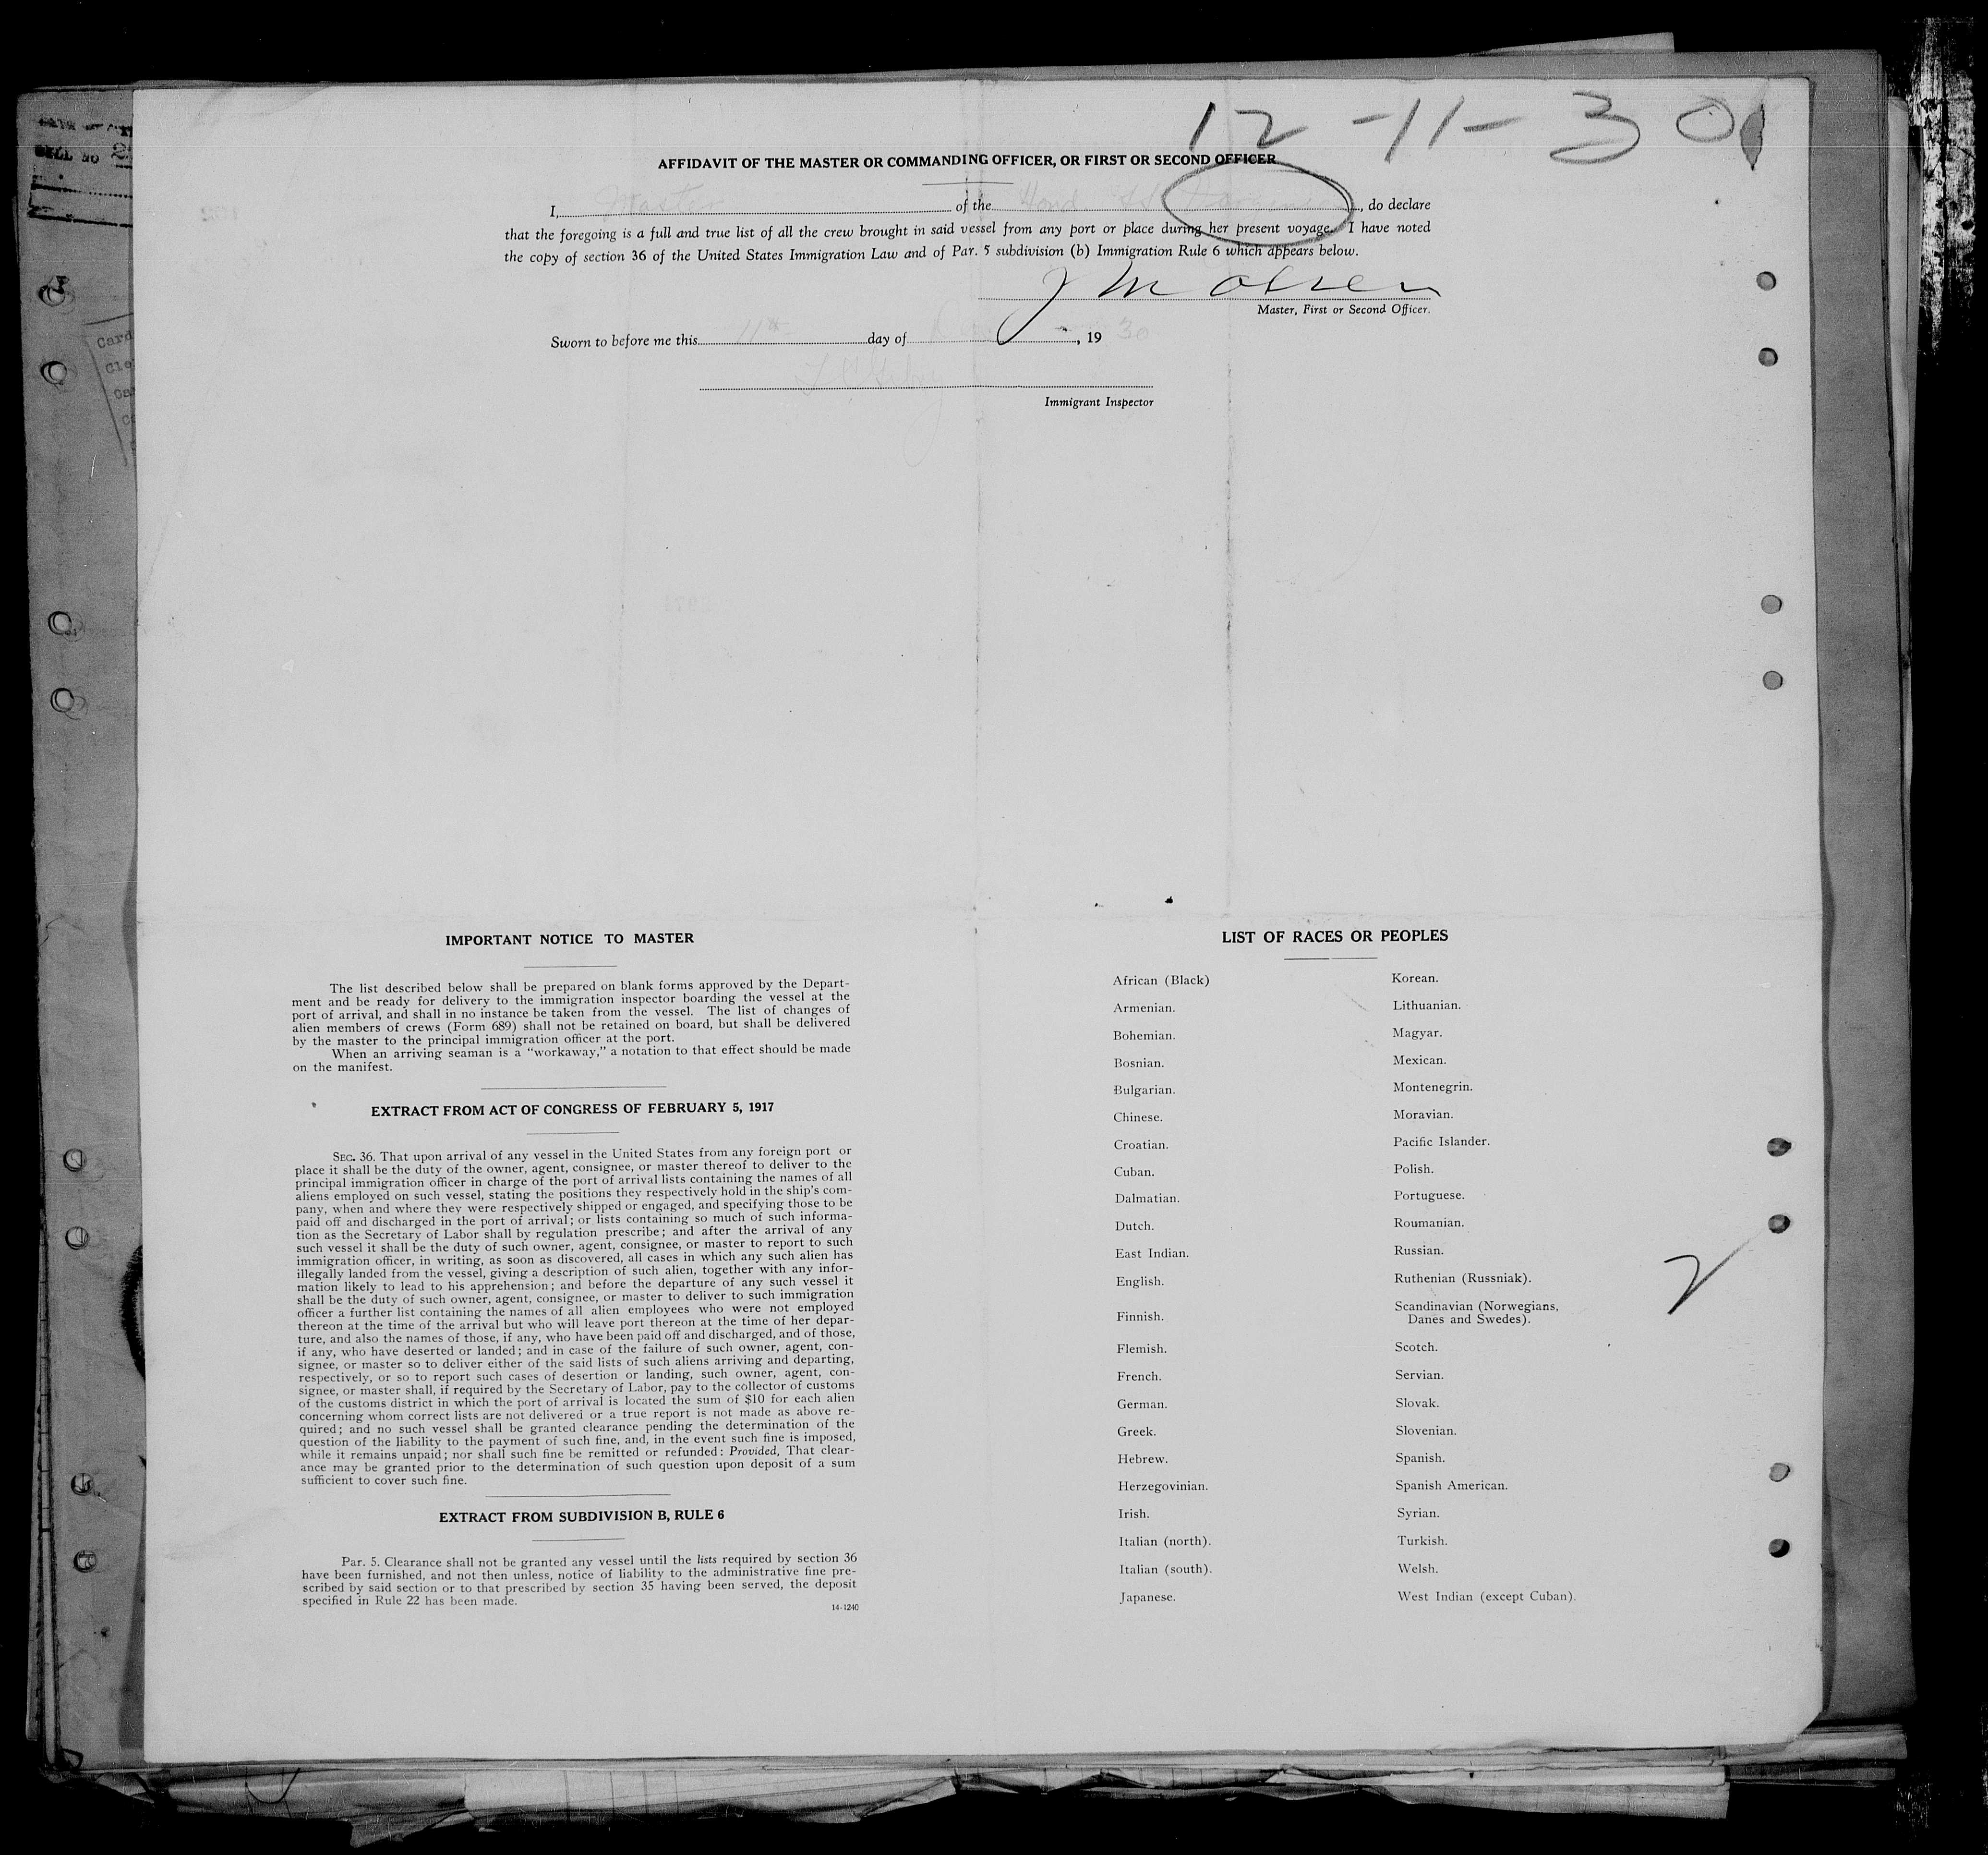 12-11-30
AFFIDAVIT OF THE MASTER OR COMMANDING OFFICER, OR FIRST OR SECOND OFFICER
I, Master of the Hond. SS , do declare
that the foregoing is a full and true list of all the crew brought in said vessel from any port or place during her present voyage. I have noted
the copy of section 36 of the United States Immigration Law and of Par. 5 subdivision (b) Immigration Rule 6 which appears below.
J M Olsen
Master, First or Second Officer.
Sworn to before me this 11th day of Dec, 19 30
Immigrant Inspector
IMPORTANT NOTICE TO MASTER
The list described below shall be prepared on blank forms approved by the Depart-
ment and be ready for delivery to the immigration inspector boarding the vessel at the
port of arrival, and shall in no instance be taken from the vessel. The list of changes of
alien members of crews (Form 689) shall not be retained on board, but shall be delivered
by the master to the principal immigration officer at the port.
When an arriving seaman is a "workaway," a notation to that effect should be made
on the manifest.
EXTRACT FROM ACT OF CONGRESS OF FEBRUARY 5, 1917
SEC. 36. That upon arrival of any vessel in the United States from any foreign port or
place it shall be the duty of the owner, agent, consignee, or master thereof to deliver to the
principal immigration officer in charge of the port of arrival lists containing the names of all
aliens employed on such vessel, stating the positions they respectively hold in the ship's com-
pany, when and where they were respectively shipped or engaged, and specifying those to be
paid off and discharged in the port of arrival; or lists containing so much of such informa-
tion as the Secretary of Labor shall by regulation prescribe; and after the arrival of any
such vessel it shall be the duty of such owner, agent, consignee, or master to report to such
immigration officer, in writing, as soon as discovered, all cases in which any such alien has
illegally landed from the vessel, giving a description of such alien, together with any infor-
mation likely to lead to his apprehension; and before the departure of any such vessel it
shall be the duty of such owner, agent, consignee, or master to deliver to such immigration
officer a further list containing the names of all alien employees who were not employed
thereon at the time of the arrival but who will leave port thereon at the time of her depar-
ture, and also the names of those, if any, who have been paid off and discharged, and of those,
if any, who have deserted or landed; and in case of the failure of such owner, agent, con-
signee, or master so to deliver either of the said lists of such aliens arriving and departing,
respectively, or so to report such cases of desertion or landing, such owner, agent, con-
signee, or master shall, if required by the Secretary of Labor, pay to the collector of customs
of the customs district in which the port of arrival is located the sum of $10 for each alien
concerning whom correct lists are not delivered or a true report is not made as above re-
quired; and no such vessel shall be granted clearance pending the determination of the
question of the liability to the payment of such fine, and, in the event such fine is imposed,
while it remains unpaid; nor shall such fine be remitted or refunded: Provided, That clear-
ance may be granted prior to the determination of such question upon deposit of a sum
sufficient to cover such fine.
EXTRACT FROM SUBDIVISION B, RULE 6
Par. 5. Clearance shall not be granted any vessel until the lists required by section 36
have been furnished, and not then unless, notice of liability to the administrative fine pre-
scribed by said section or to that prescribed by section 35 having been served, the deposit
specified in Rule 22 has been made.
14-1240
LIST OF RACES OR PEOPLES
African (Black)
Armenian.
Bohemian.
Bosnian.
Bulgarian.
Chinese.
Croatian.
Cuban.
Dalmatian.
Dutch.
East Indian.
English.
Finnish.
Flemish.
French.
German.
Greek.
Hebrew.
Herzegovinian.
Irish.
Italian (north).
Italian (south).
Japanese.
Korean.
Lithuanian.
Magyar.
Mexican.
Montenegrin.
Moravian.
Pacific Islander.
Polish.
Portuguese.
Roumanian.
Russian.
Ruthenian (Russniak).
Scandinavian (Norwegians,
Danes and Swedes).
Scotch.
Servian.
Slovak.
Slovenian.
Spanish.
Spanish American.
Syrian.
Turkish.
Welsh.
West Indian (except Cuban).
2